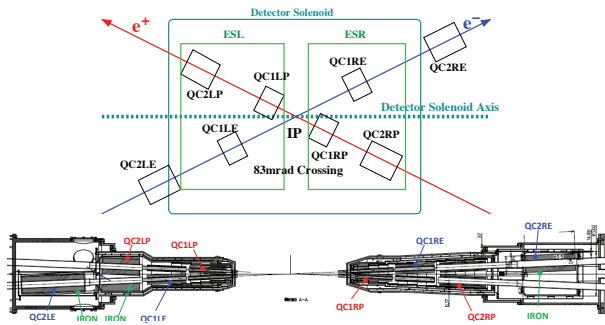 Detector Solenoid
e+
e−
ESL
ESR
QC2RE
QC1RE
QC1LP
QC2LP
Detector Solenoid Axis
QC1LE
IP
QC2RP
QC1RP
QC2LE
83mrad Crossing
QC2LP
QC1LP
QC1RE
QC2RE
QC1RP
QC2LE
IRON
IRON
QC1LE
QC2RP
IRON
A-A